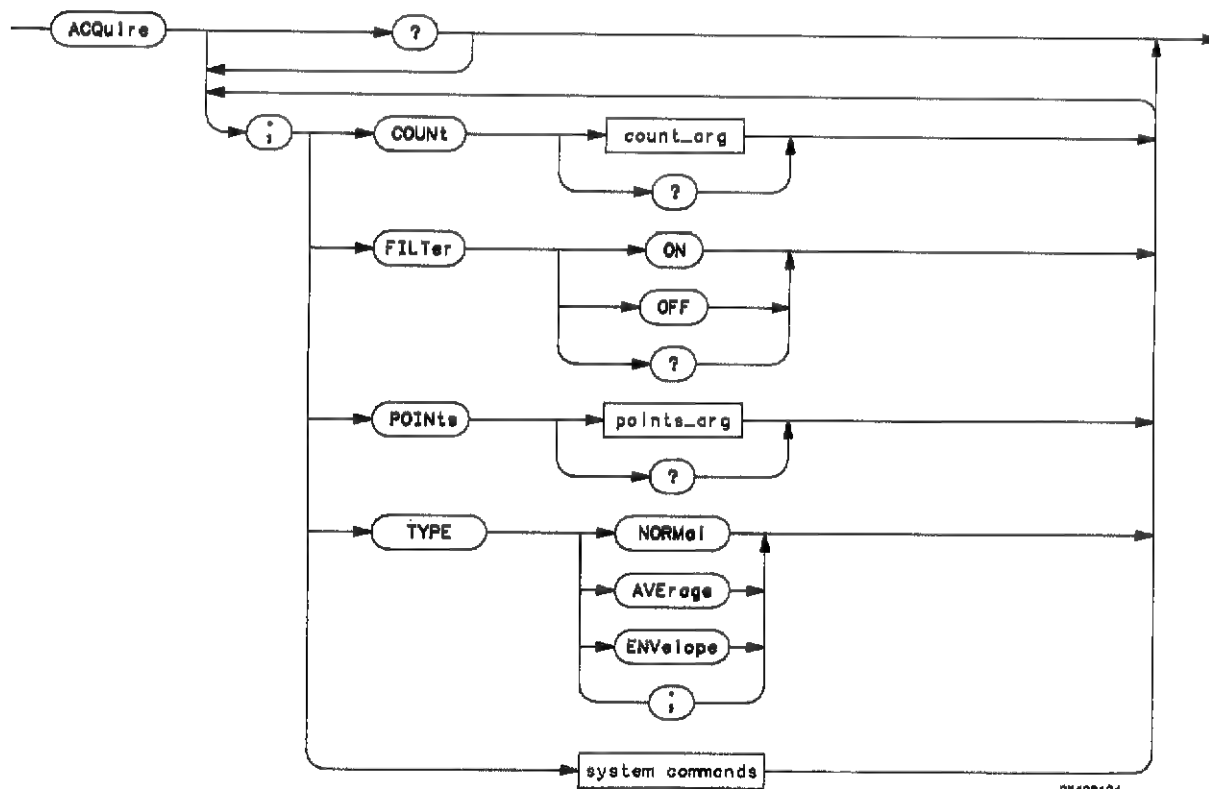 ACQuire
?
;
COUNt
count_arg
?
FILTer
ON
OFF
?
POINts
points_arg
?
TYPE
NORMal
AVErage
ENVelope
;
system commands